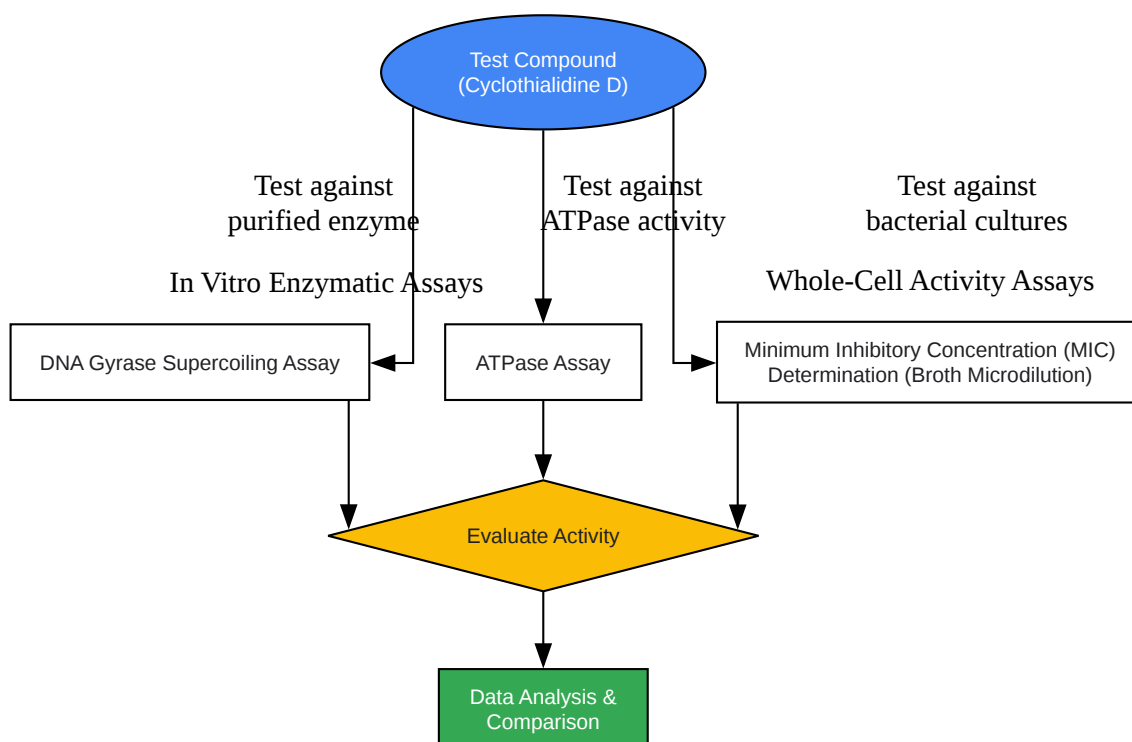 Test Compound
(Cyclothialidine D)
Test against
purified enzyme
Test against
ATPase activity
Test against
bacterial cultures
In Vitro Enzymatic Assays
Whole-Cell Activity Assays
DNA Gyrase Supercoiling Assay
ATPase Assay
Minimum Inhibitory Concentration (MIC)
Determination (Broth Microdilution)
Evaluate Activity
Data Analysis &
Comparison